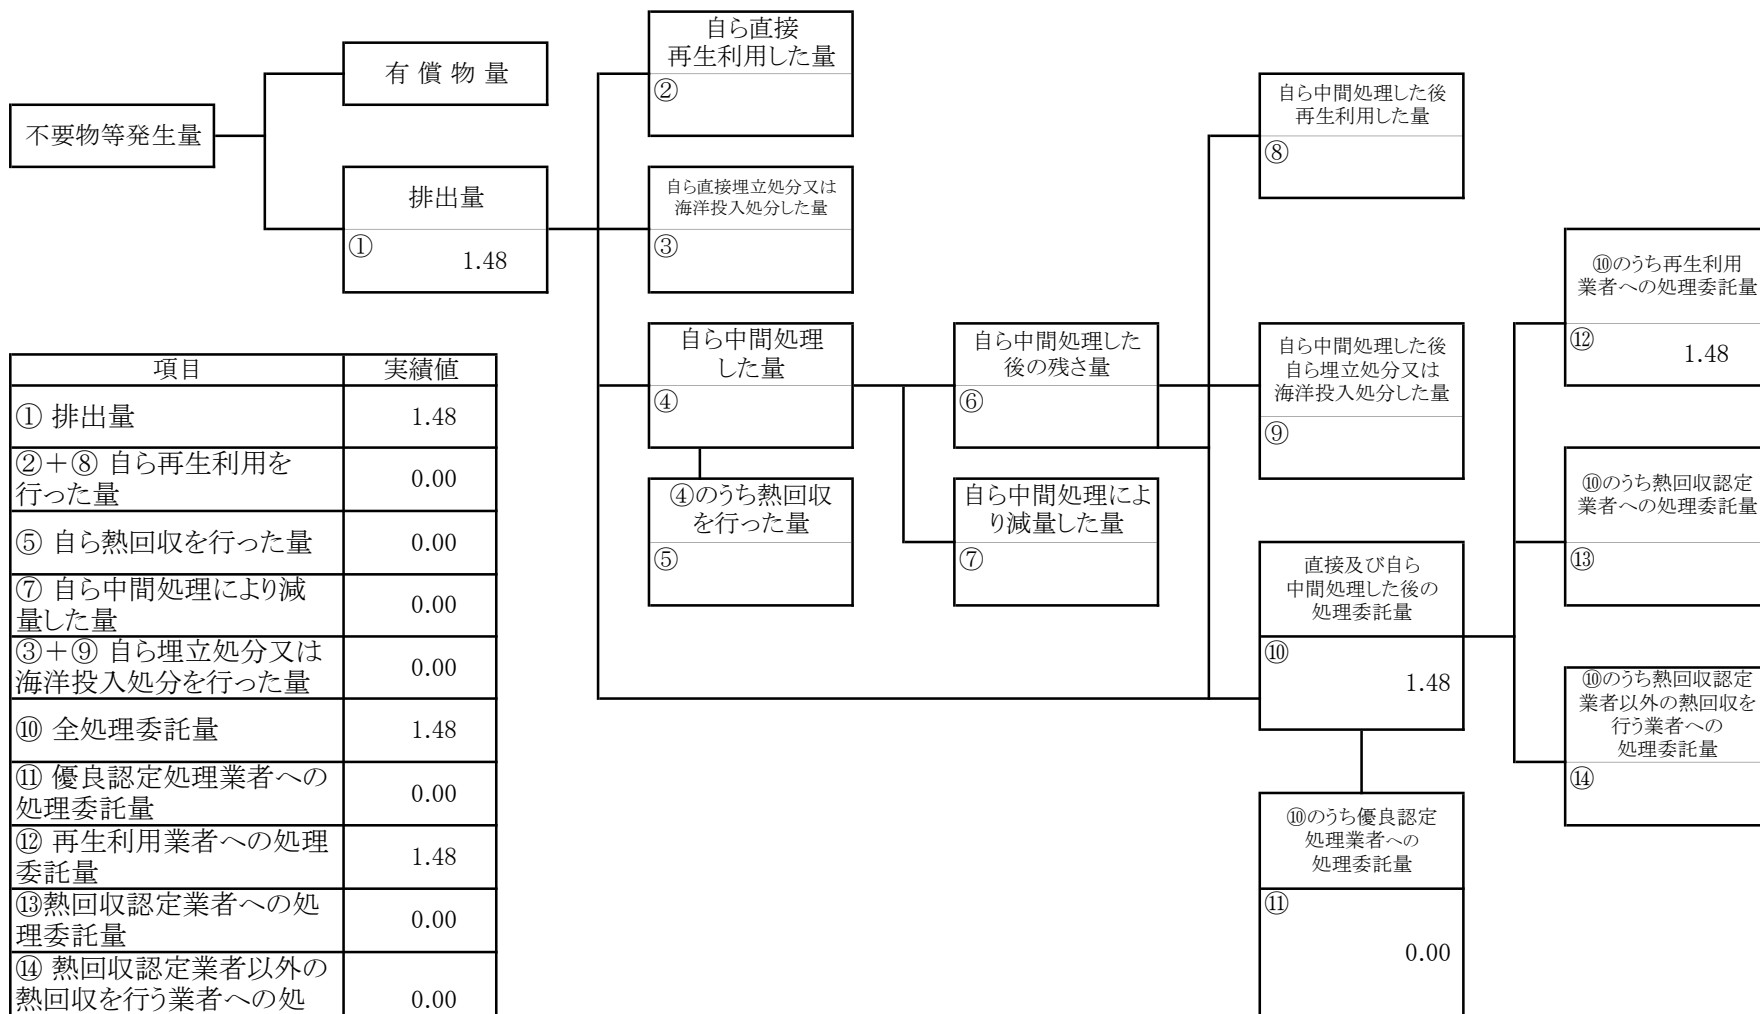 不要物等発生量
有 償 物 量
排出量
①
1.48
自ら直接
再生利用した量
②
自ら直接埋立処分又は
海洋投入処分した量
③
自ら中間処理
した量
④
④のうち熱回収
を行った量
⑤
自ら中間処理した
後の残さ量
⑥
自ら中間処理によ
り減量した量
⑦
自ら中間処理した後
再生利用した量
⑧
自ら中間処理した後
自ら埋立処分又は
海洋投入処分した量
⑨
直接及び自ら
中間処理した後の
処理委託量
⑩
1.48
⑩のうち優良認定
処理業者への
処理委託量
⑪
0.00
⑩のうち再生利用
業者への処理委託量
⑫
1.48
⑩のうち熱回収認定
業者への処理委託量
⑬
⑩のうち熱回収認定
業者以外の熱回収を
行う業者への
処理委託量
⑭
項目 実績値
① 排出量 1.48
②+⑧ 自ら再生利用を
行った量 0.00
⑤ 自ら熱回収を行った量 0.00
⑦ 自ら中間処理により減
量した量 0.00
③+⑨ 自ら埋立処分又は
海洋投入処分を行った量 0.00
⑩ 全処理委託量 1.48
⑪ 優良認定処理業者への
処理委託量 0.00
⑫ 再生利用業者への処理
委託量 1.48
⑬熱回収認定業者への処
理委託量 0.00
⑭ 熱回収認定業者以外の
熱回収を行う業者への処 0.00